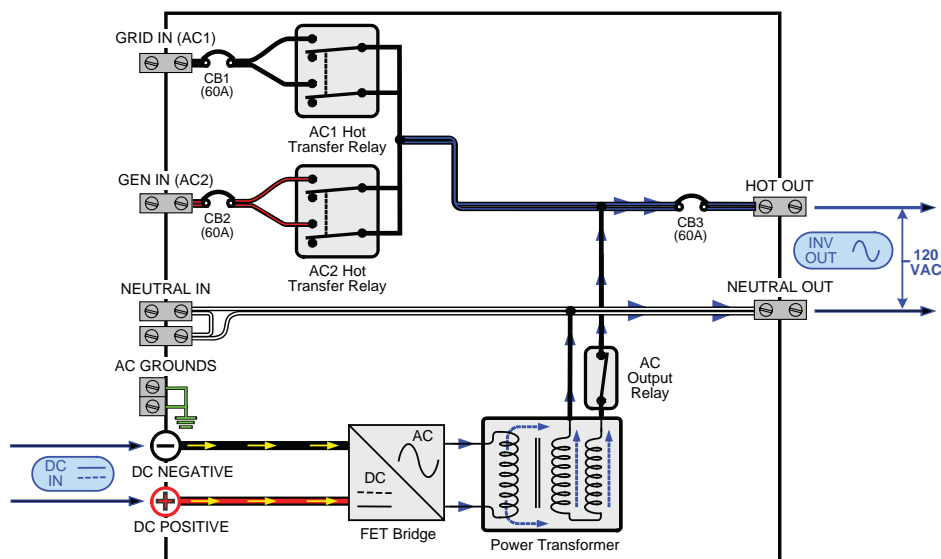 GRID IN (AC1)
CB1
(60A)
AC1 Hot
Transfer Relay
GEN IN (AC2)
CB2
(60A)
AC2 Hot
Transfer Relay
HOT OUT
CB3
(60A)
INV
OUT
120
VAC
NEUTRAL IN
NEUTRAL OUT
AC GROUNDS
AC
Output
Relay
DC
IN
DC NEGATIVE
DC POSITIVE
AC
DC
FET Bridge
Power Transformer